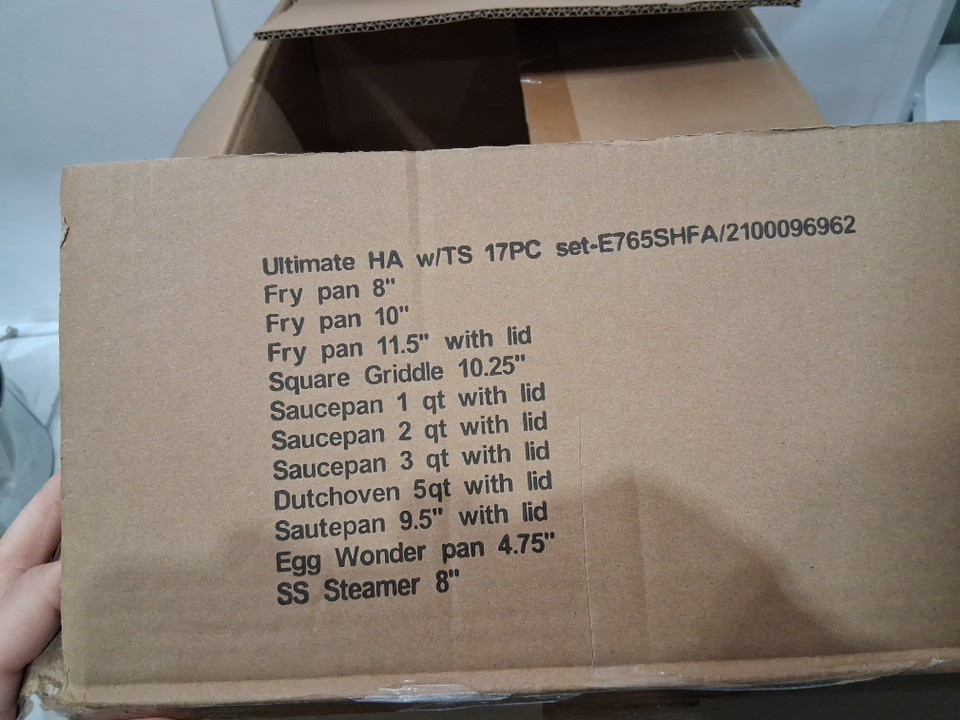 Ultimate HA w/TS 17PC set-E765SHFA/2100096962
Fry pan 8"
Fry pan 10"
Fry pan 11.5" with lid
Square Griddle 10.25"
Saucepan 1 qt with lid
Saucepan 2 qt with lid
Saucepan 3 qt with lid
Dutchoven 5qt with lid
Sautepan 9.5" with lid
Egg Wonder pan 4.75"
SS Steamer 8"